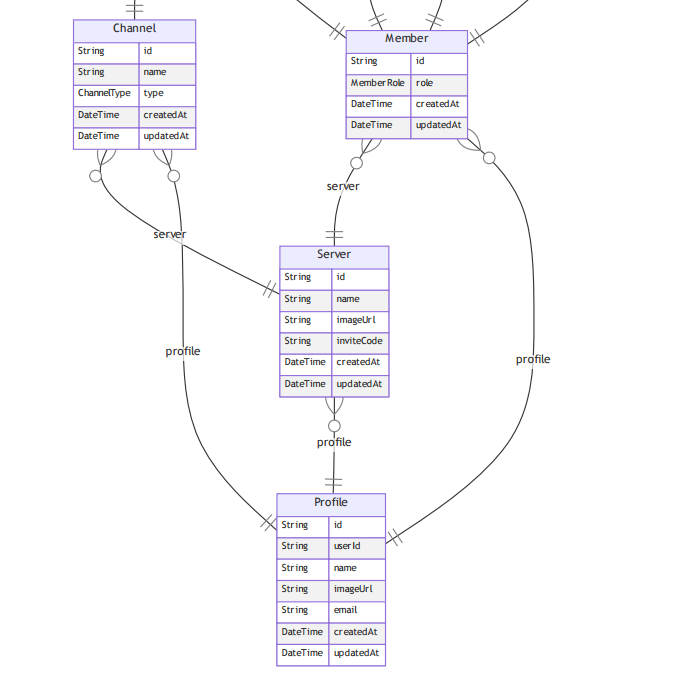 Channel
String id
String name
ChannelType type
DateTime createdAt
DateTime updatedAt
Member
String id
MemberRole role
DateTime createdAt
DateTime updatedAt
server
server
Server
String id
String name
String imageUrl
String inviteCode
DateTime createdAt
DateTime updatedAt
profile
profile
profile
Profile
String id
String userId
String name
String imageUrl
String email
DateTime createdAt
DateTime updatedAt